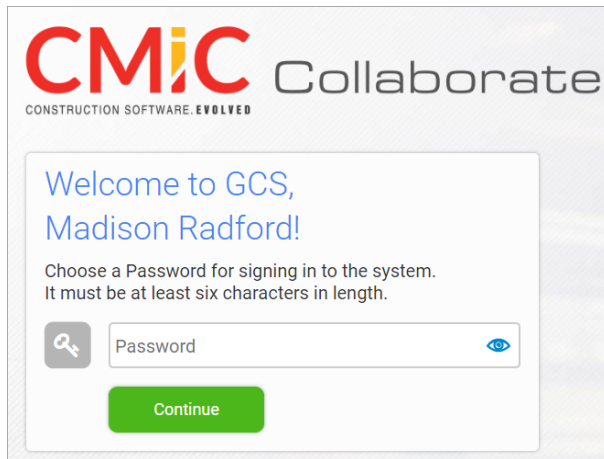 CMiC Collaborate
CONSTRUCTION SOFTWARE. EVOLVED
Welcome to GCS,
Madison Radford!
Choose a Password for signing in to the system.
It must be at least six characters in length.
Password
Continue